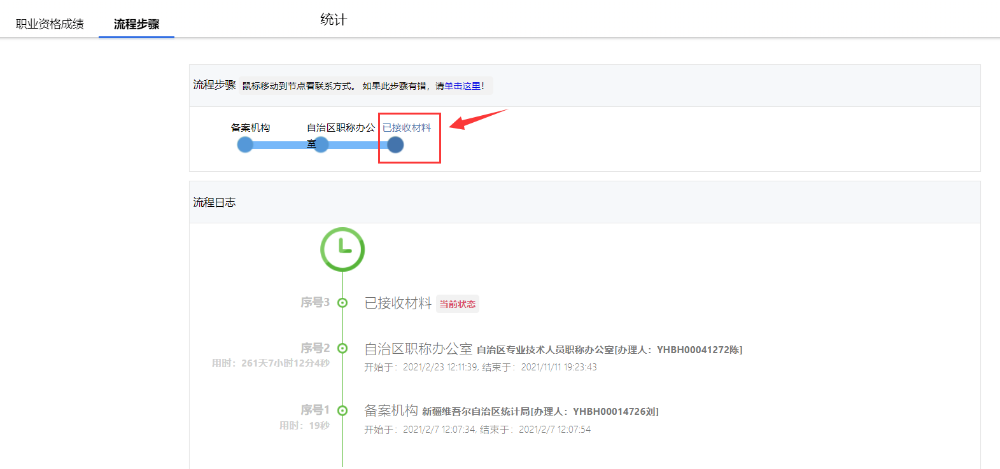 职业资格成绩
流程步骤
统计
流程步骤 鼠标移动到节点看联系方式。 如果此步骤有错，请单击这里！
备案机构
自治区职称办公
室
已接收材料
流程日志
序号3
已接收材料 当前状态
序号2
用时：261天7小时12分4秒
自治区职称办公室 自治区专业技术人员职称办公室[办理人：YHBH00041272陈]
开始于：2021/2/23 12:11:39, 结束于：2021/11/11 19:23:43
序号1
用时：19秒
备案机构 新疆维吾尔自治区统计局[办理人：YHBH00014726刘]
开始于：2021/2/7 12:07:34, 结束于：2021/2/7 12:07:54